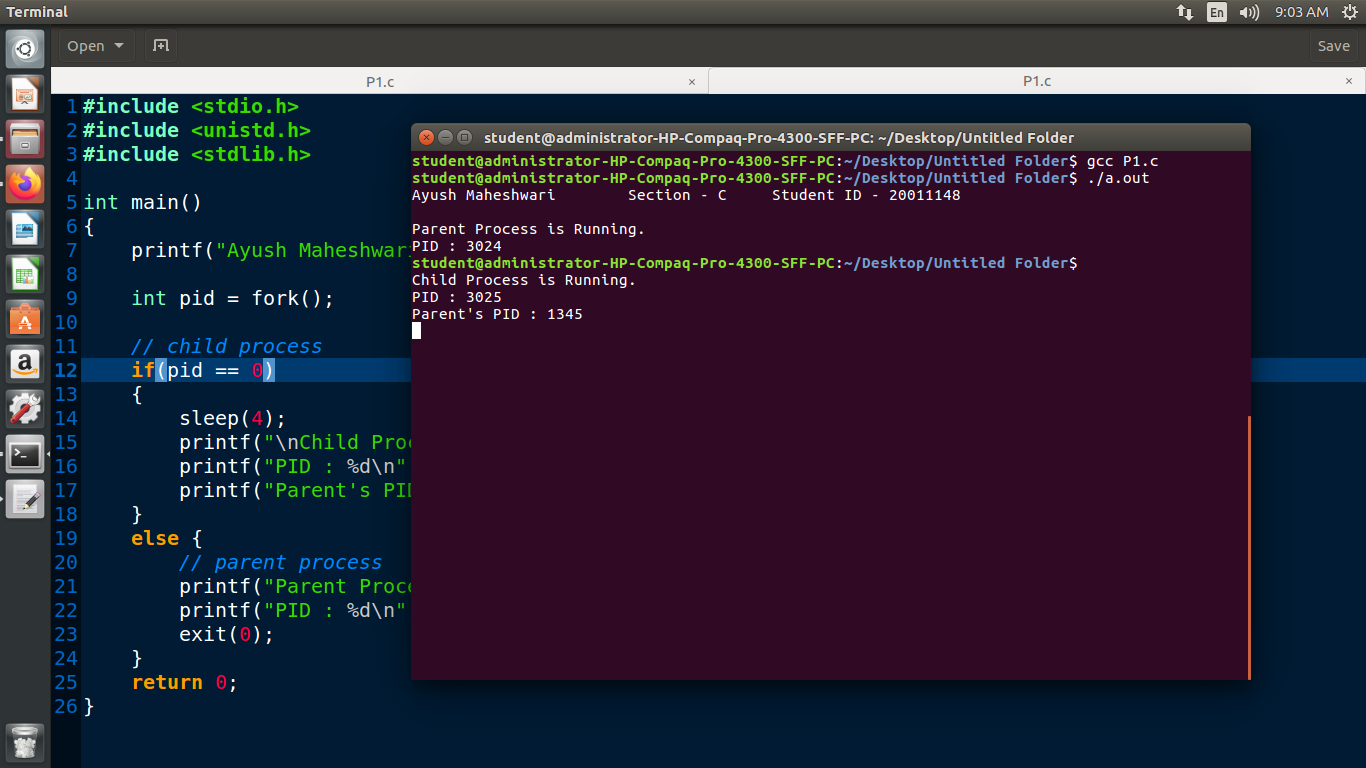 Terminal
En
9:03 AM
Open
Save
P1.c
P1.c
1 #include <stdio.h>
2 #include <unistd.h>
3 #include <stdlib.h>
4
5 int main()
6 {
7     printf("Ayush Maheshwari
8
9     int pid = fork();
10
11     // child process
12     if(pid == 0)
13     {
14         sleep(4);
15         printf("\nChild Proc
16         printf("PID : %d\n"
17         printf("Parent's PID
18     }
19     else {
20         // parent process
21         printf("Parent Proce
22         printf("PID : %d\n"
23         exit(0);
24     }
25     return 0;
26 }
student@administrator-HP-Compaq-Pro-4300-SFF-PC: ~/Desktop/Untitled Folder
student@administrator-HP-Compaq-Pro-4300-SFF-PC:~/Desktop/Untitled Folder$ gcc P1.c
student@administrator-HP-Compaq-Pro-4300-SFF-PC:~/Desktop/Untitled Folder$ ./a.out
Ayush Maheshwari        Section - C     Student ID - 20011148

Parent Process is Running.
PID : 3024
student@administrator-HP-Compaq-Pro-4300-SFF-PC:~/Desktop/Untitled Folder$
Child Process is Running.
PID : 3025
Parent's PID : 1345